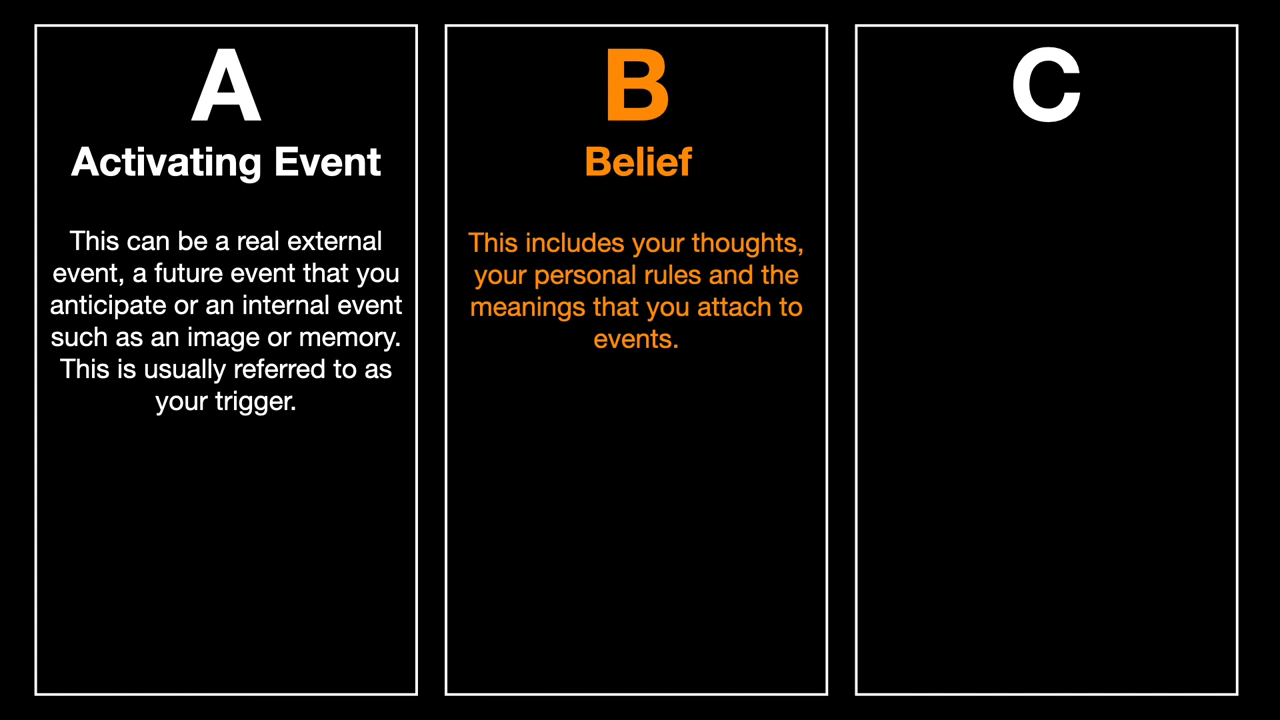 A
Activating Event
This can be a real external
event, a future event that you
anticipate or an internal event
such as an image or memory.
This is usually referred to as
your trigger.
B
Belief
This includes your thoughts,
your personal rules and the
meanings that you attach to
events.
C